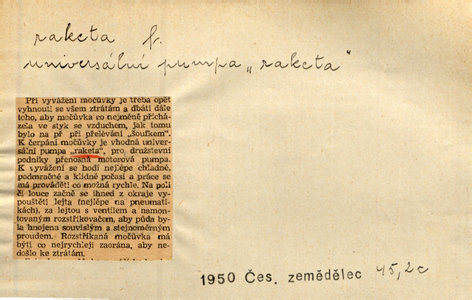 raketa f.
universální pumpa „raketa“
Při vyvážení močůvky je třeba opět
vyhnouti se všem ztrátám a dbáti dále
toho, aby močůvka co nejméně přichá-
zela ve styk se vzduchem, jak tomu
bylo na př při přelévání „šoufkem“.
K čerpání močůvky je vhodná univer-
sální pumpa „raketa“, pro družstevní
podniky přenosná motorová pumpa.
K vyvážení se hodí nejlépe chladné,
podmračné a klidné počasí a práce se
má prováděti co možná rychle. Na poli
či louce začne se ihned z okraje vy-
pouštěti lejta (nejlépe na pneumati-
kách), za lejtou s ventilem a namon-
tovaným rozstřikovačem, aby půda by-
la hnojena souvislým a stejnoměrným
proudem. Rozstříkaná močůvka má
býti co nejrychleji zaorána, aby ne-
došlo ke ztrátám.
1950 Čes. zemědělec 45,2c